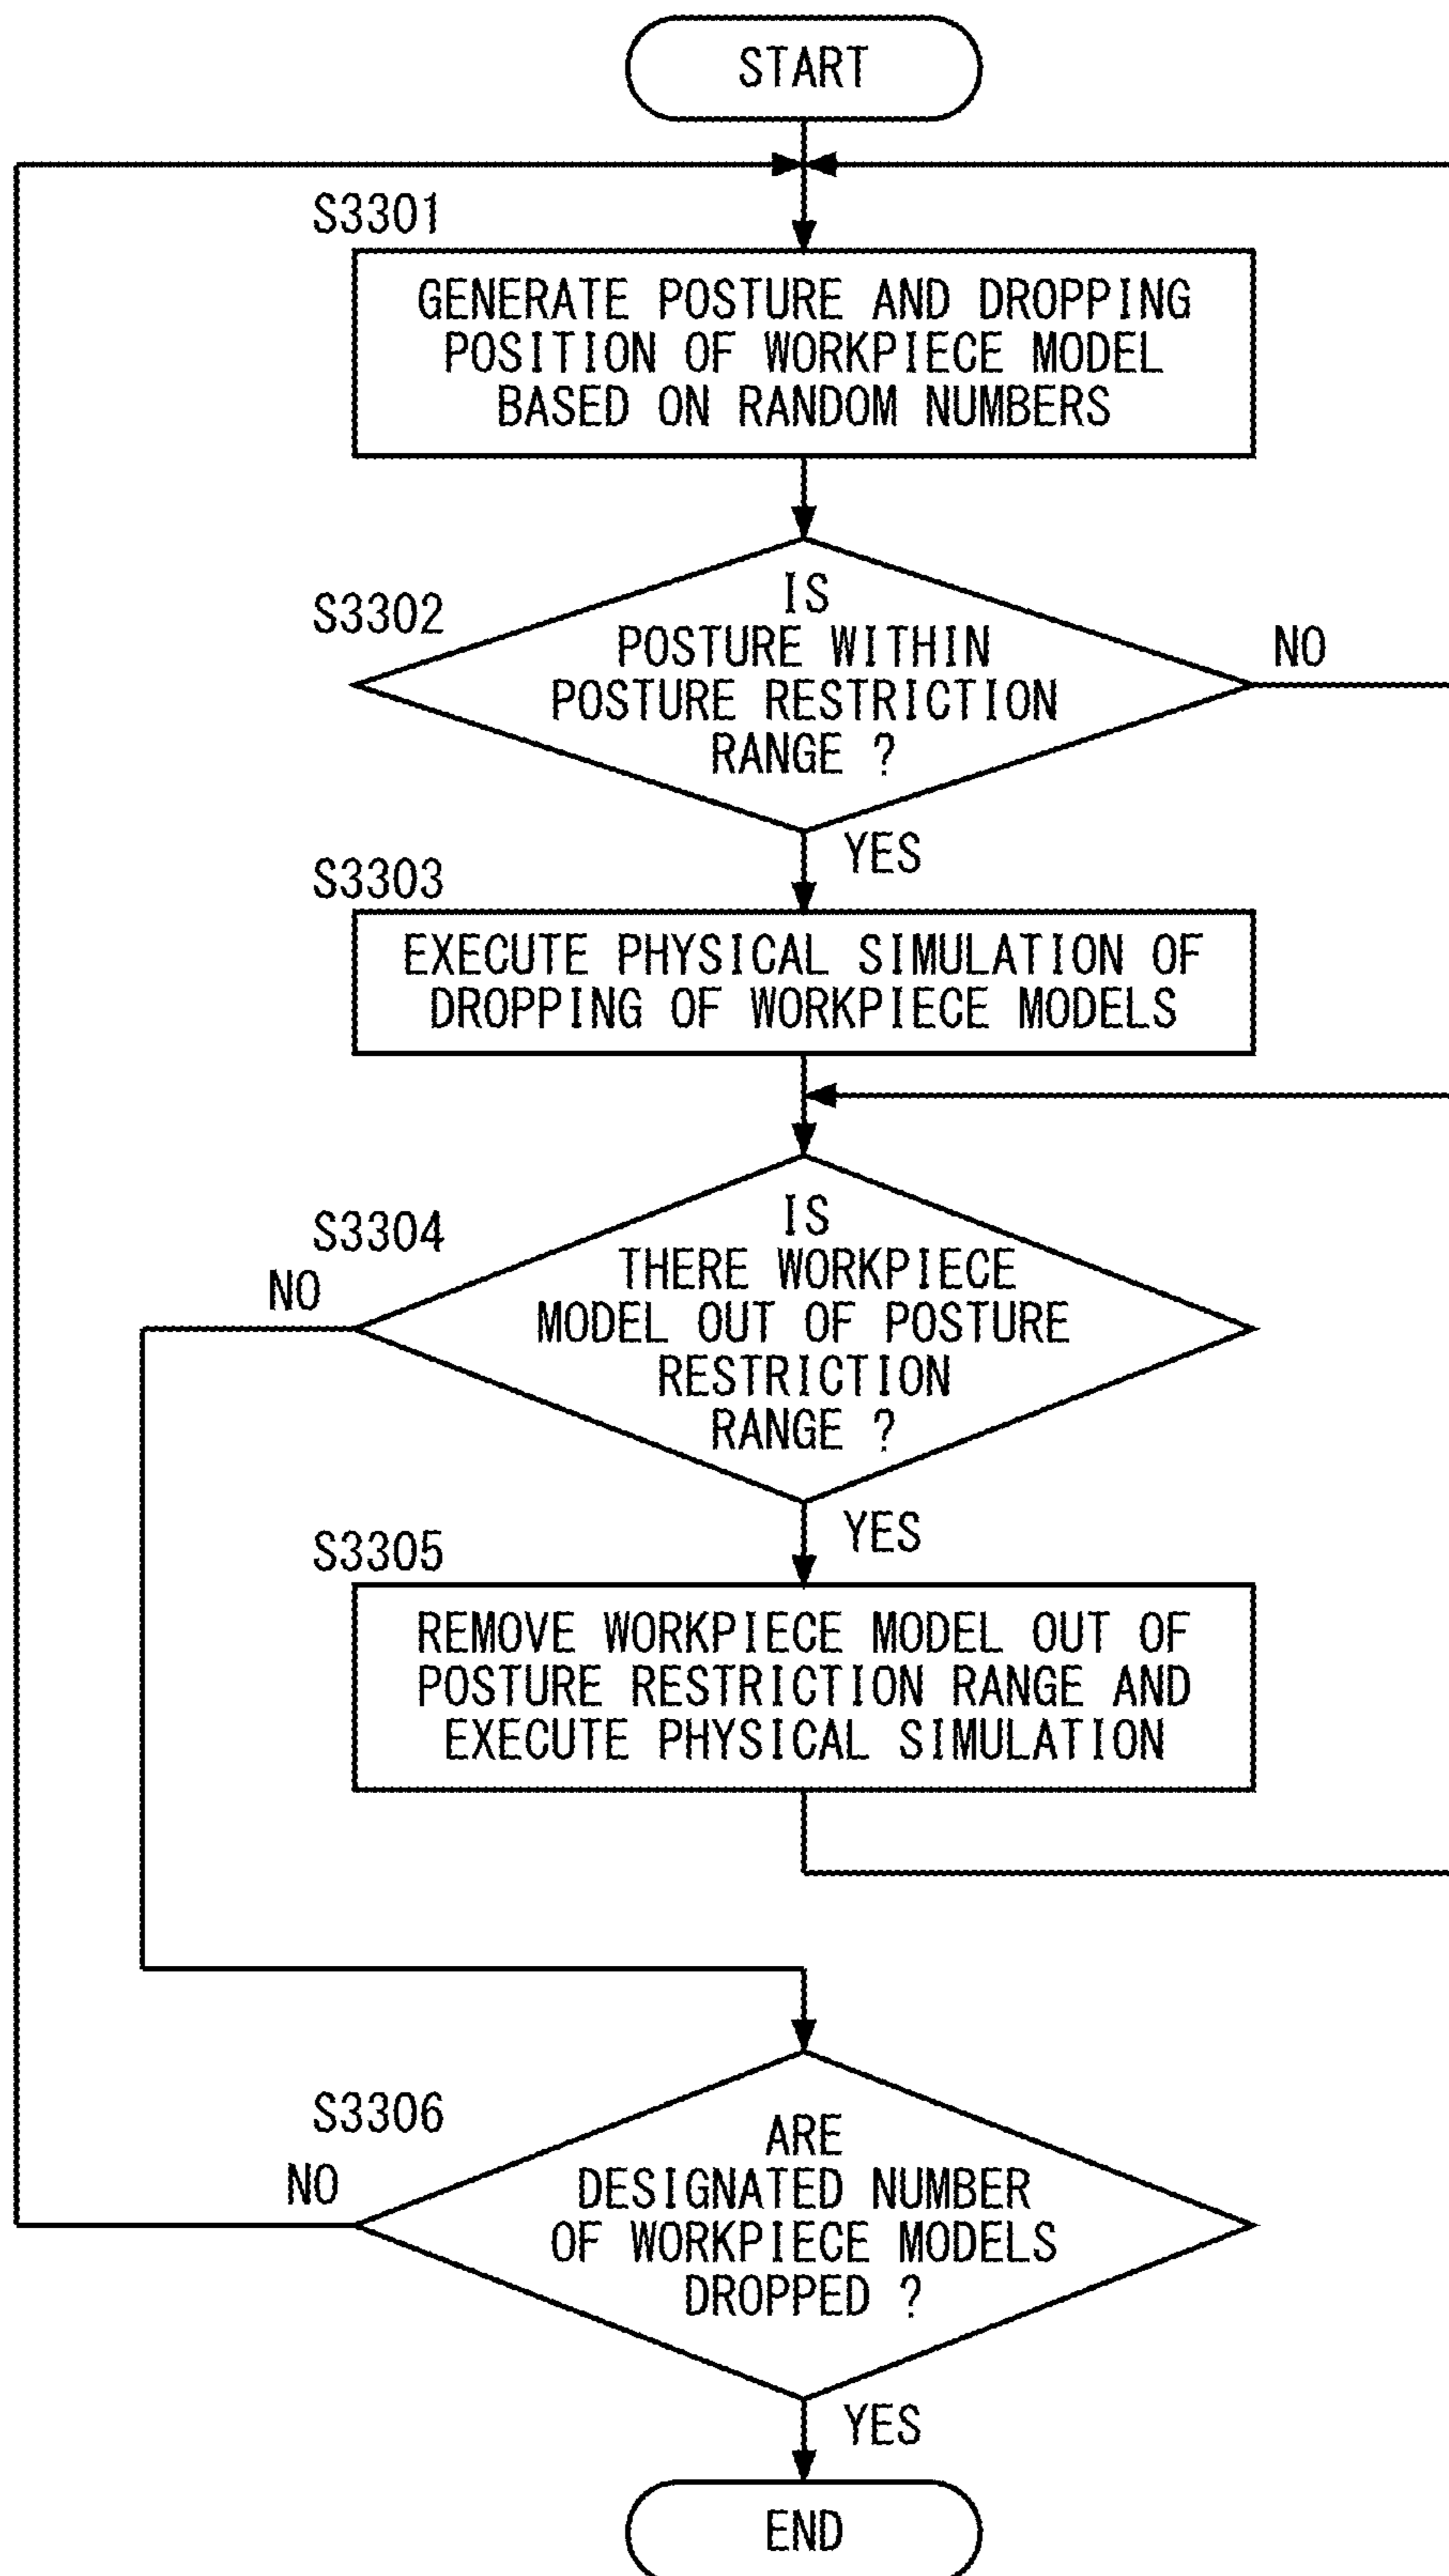 START
S3301
GENERATE POSTURE AND DROPPING
POSITION OF WORKPIECE MODEL
BASED ON RANDOM NUMBERS
S3302
IS
POSTURE WITHIN
POSTURE RESTRICTION
RANGE ?
NO
YES
S3303
EXECUTE PHYSICAL SIMULATION OF
DROPPING OF WORKPIECE MODELS
S3304
NO
IS
THERE WORKPIECE
MODEL OUT OF POSTURE
RESTRICTION
RANGE ?
YES
S3305
REMOVE WORKPIECE MODEL OUT OF
POSTURE RESTRICTION RANGE AND
EXECUTE PHYSICAL SIMULATION
S3306
NO
ARE
DESIGNATED NUMBER
OF WORKPIECE MODELS
DROPPED ?
YES
END